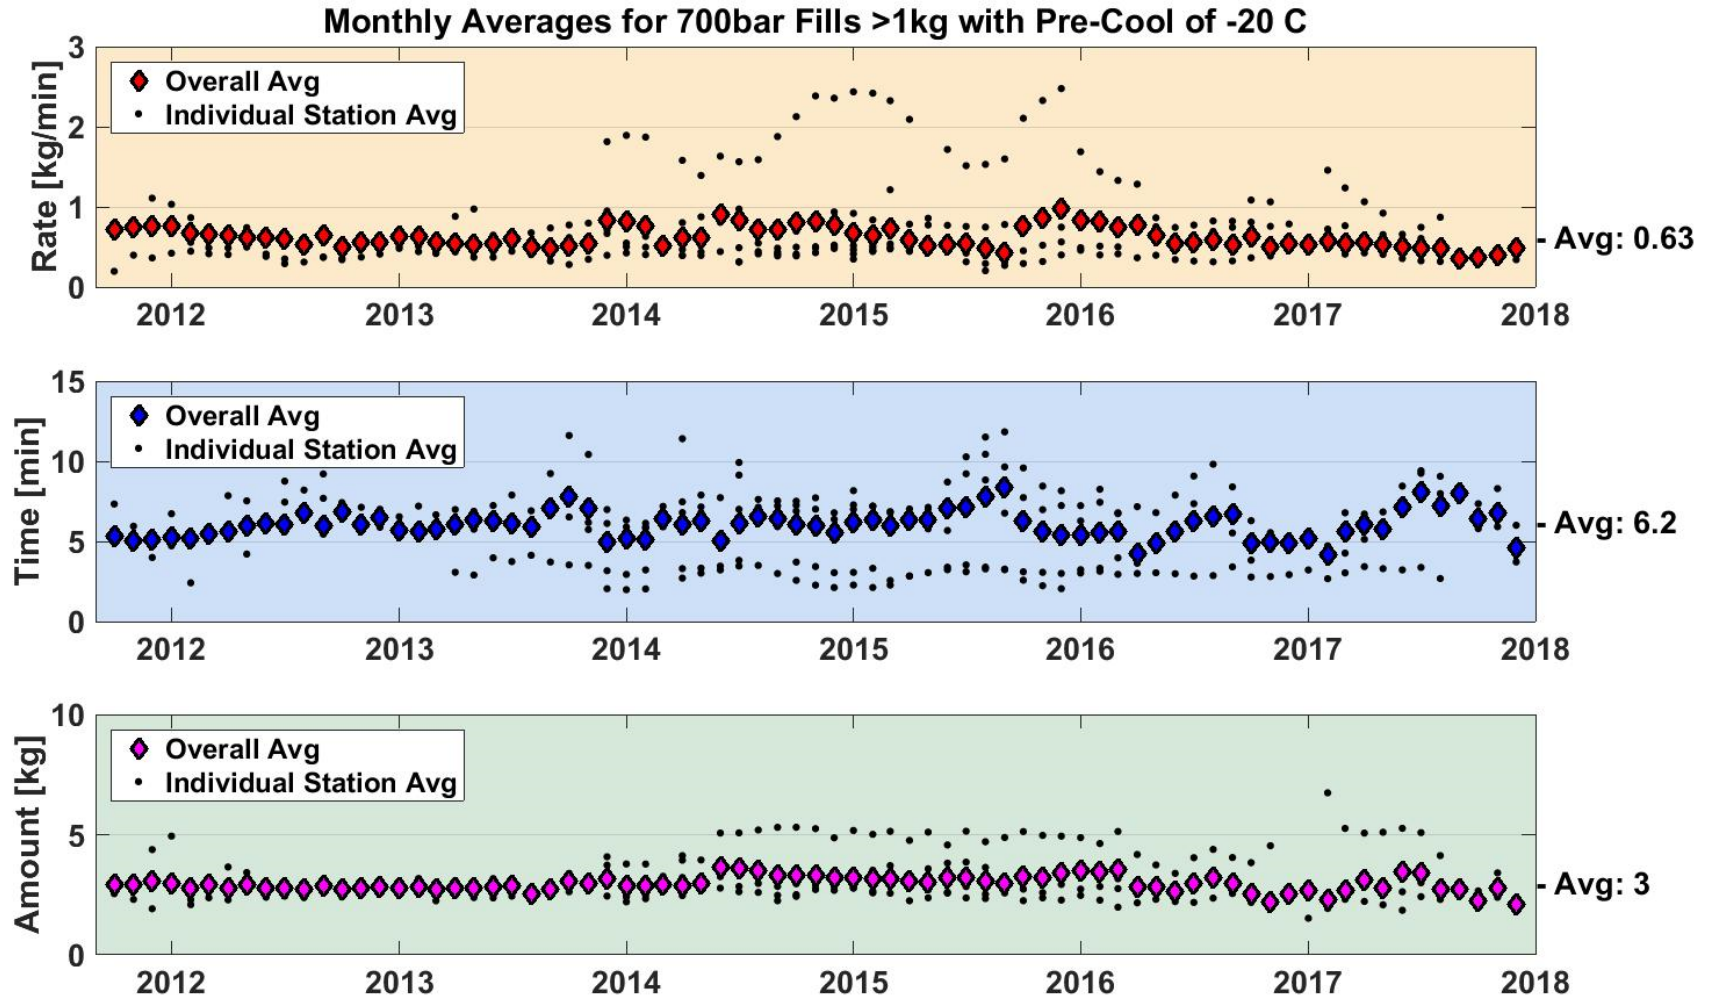 Monthly Averages for 700bar Fills >1kg with Pre-Cool of -20 C
Rate [kg/min]
3
2
1
0
Overall Avg
Individual Station Avg
- Avg: 0.63
2012 2013 2014 2015 2016 2017 2018
Time [min]
15
10
5
0
Overall Avg
Individual Station Avg
- Avg: 6.2
2012 2013 2014 2015 2016 2017 2018
Amount [kg]
10
5
0
Overall Avg
Individual Station Avg
- Avg: 3
2012 2013 2014 2015 2016 2017 2018